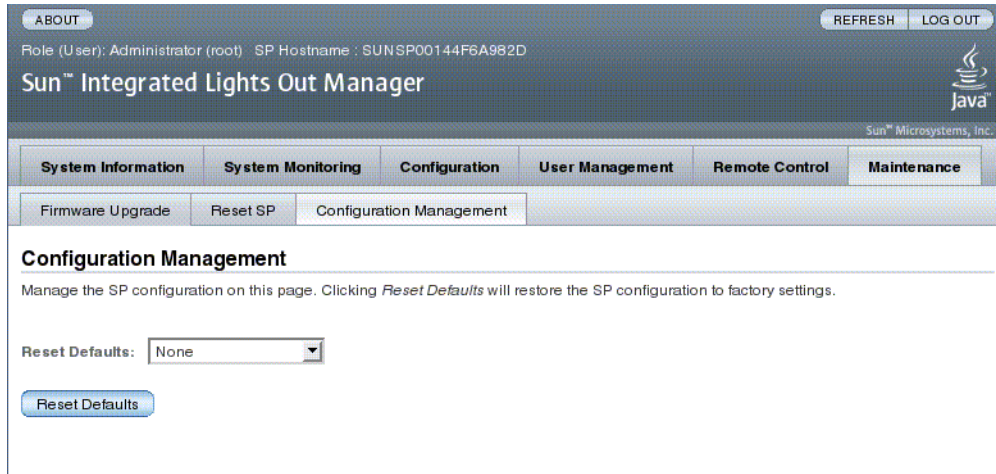 ABOUT
REFRESH LOG OUT
Role (User): Administrator (root) SP Hostname : SUNSP00144F6A982D
Sun™ Integrated Lights Out Manager
Java™
Sun™ Microsystems, Inc.
System Information System Monitoring Configuration User Management Remote Control Maintenance
Firmware Upgrade Reset SP Configuration Management
Configuration Management
Manage the SP configuration on this page. Clicking Reset Defaults will restore the SP configuration to factory settings.
Reset Defaults: None
Reset Defaults